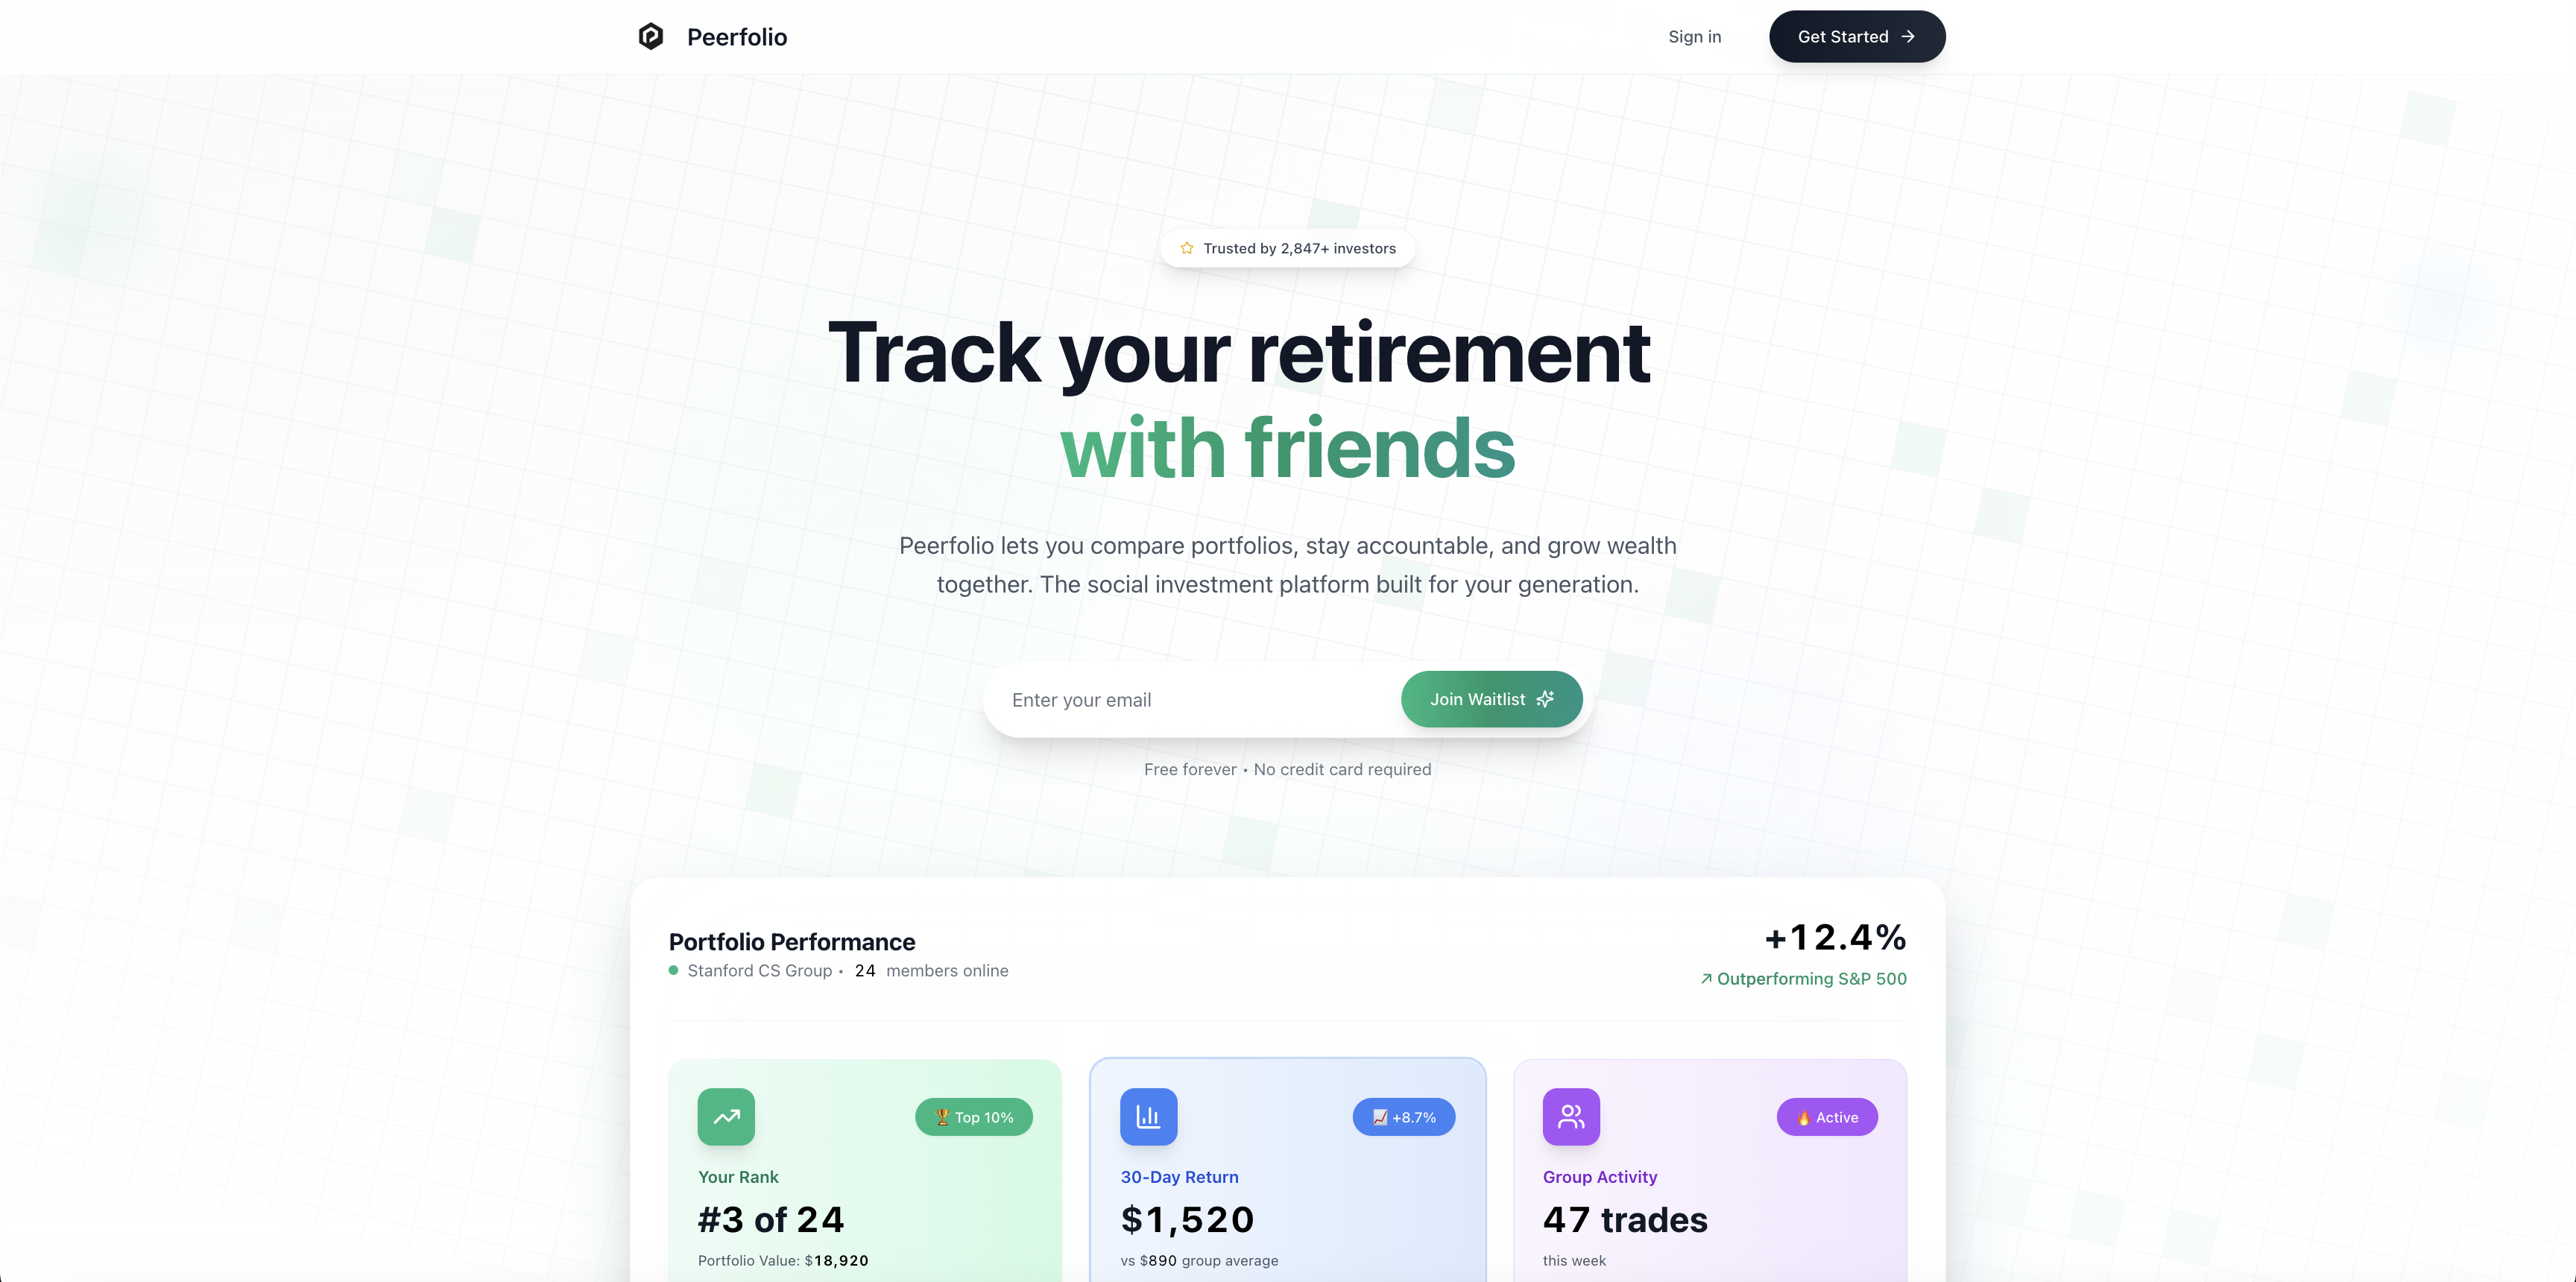 Peerfolio
Sign in
Get Started →
Trusted by 2,847+ investors
Track your retirement
with friends
Peerfolio lets you compare portfolios, stay accountable, and grow wealth
together. The social investment platform built for your generation.
Enter your email
Join Waitlist
Free forever • No credit card required
Portfolio Performance
Stanford CS Group • 24 members online
+12.4%
↗ Outperforming S&P 500
🏆 Top 10%
Your Rank
#3 of 24
Portfolio Value: $18,920
📈 +8.7%
30-Day Return
$1,520
vs $890 group average
🔥 Active
Group Activity
47 trades
this week